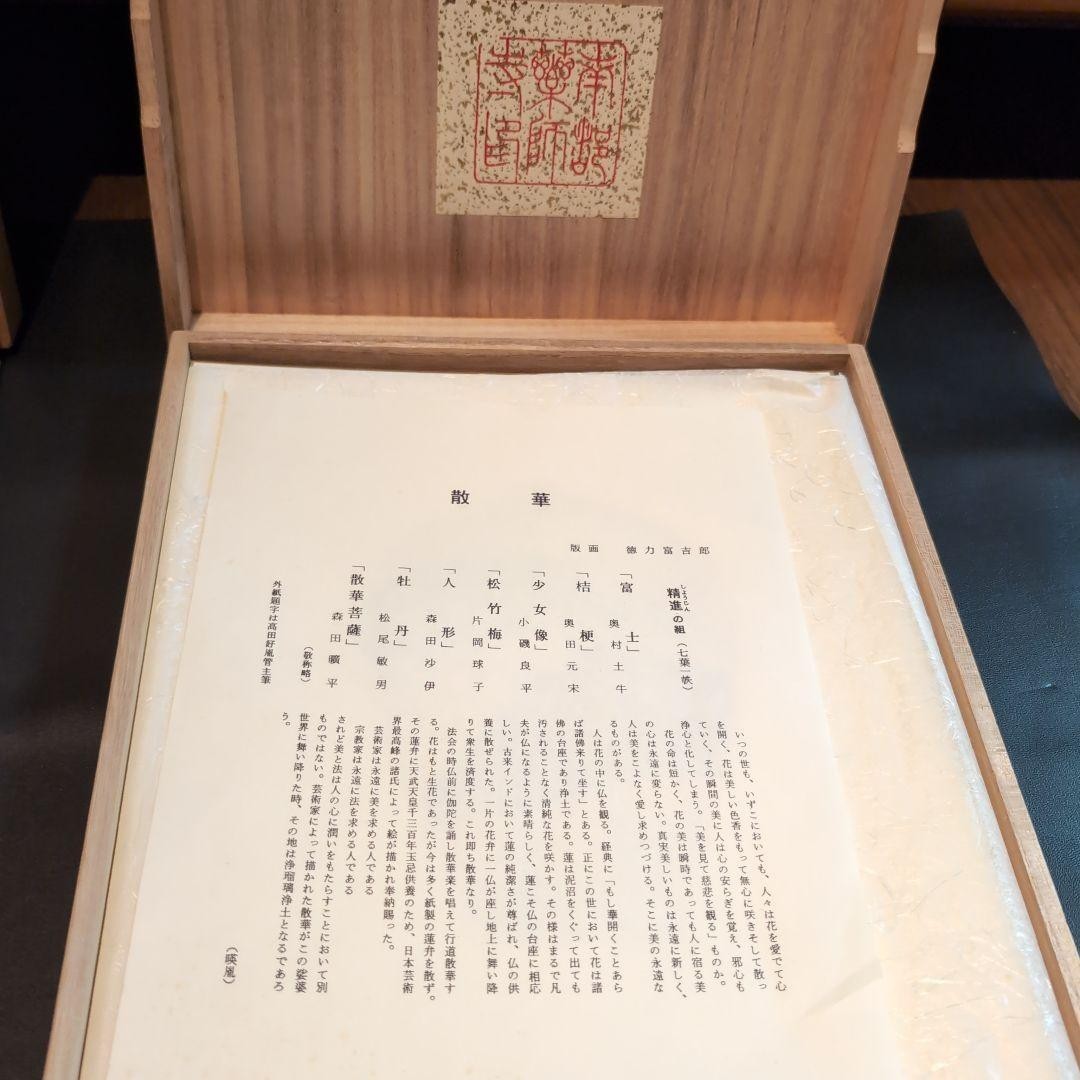 奈邦
藥師
寺印
散華
版画 徳力富吉郎
しょうじん
精進の組(七葉一帙)
「富士」
奥村土牛
「桔梗」
奥田元宋
「少女像」
小磯良平
「松竹梅」
片岡球子
「人形」
森田沙伊
「牡丹」
松尾敏男
「散華菩薩」
森田曠平
(敬称略)
外紙題字は高田好胤管主筆
いつの世も、いずこにおいても、人々は花を愛でて心
を開く、花は美しい色香をもって無心に咲きそして散っ
ていく、その瞬間の美に人は心の安らぎを覚え、邪心も
浄心と化してしまう。「美を見て慈悲を観る」ものか。
花の命は短かく、花の美は瞬時であっても人に宿る美
の心は永遠に変らない。真実美しいものは永遠に新しく、
人は美をこよなく愛し求めつづける。そこに美の永遠な
るものがある。
人は花の中に仏を観る。経典に「もし華開くことあら
ば諸佛来りて坐す」とある。正にこの世において花は諸
佛の台座であり浄土である。蓮は泥沼をくぐって出ても
汚されることなく清純な花を咲かす。その様はまるで凡
夫が仏になるように素晴らしく、蓮こそ仏の台座に相応
しい。古来インドにおいて蓮の純潔さが尊ばれ、仏の供
養に散ぜられた。一片の花弁に一仏が座し地上に舞い降
りて衆生を済度する。これ即ち散華なり。
法会の時仏前に伽陀を誦し散華楽を唱えて行道散華す
る。花はもと生花であったが今は多く紙製の蓮弁を散ず。
その蓮弁に天武天皇千三百年玉忌供養のため、日本芸術
界最高峰の諸氏によって絵が描かれ奉納賜った。
芸術家は永遠に美を求める人である
宗教家は永遠に法を求める人である
されど美と法は人の心に潤いをもたらすことにおいて別
ものではない。芸術家によって描かれた散華がこの娑婆
世界に舞い降りた時、その地は浄瑠璃浄土となるであろ
う。
(暎胤)